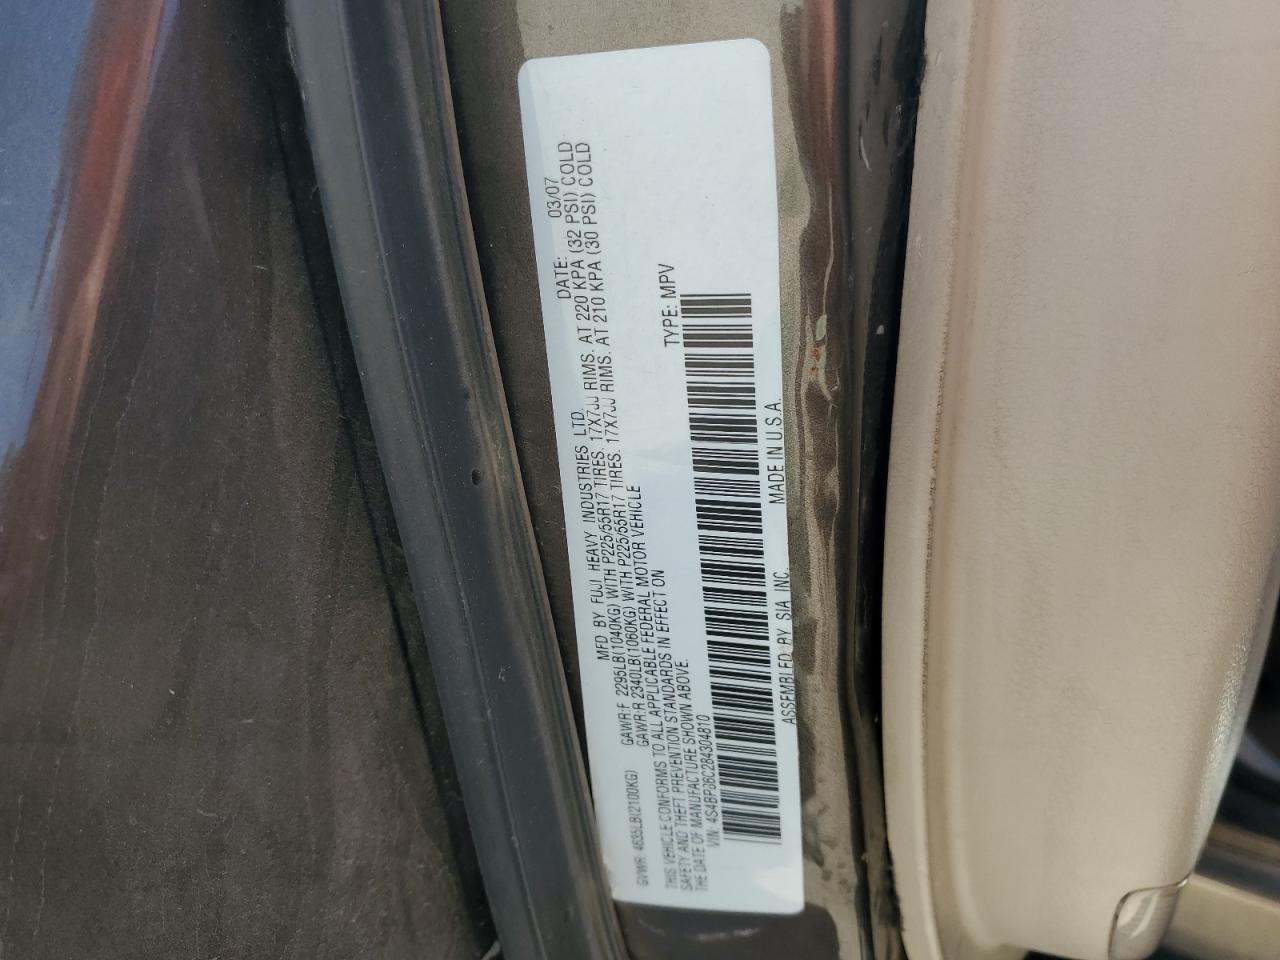 MFD BY FUJI HEAVY INDUSTRIES LTD. DATE: 03/07
GVWR: 4635LB(2100KG) GAWR:F 2295LB(1040KG) WITH P225/55R17 TIRES. RIMS. AT 220 KPA (32 PSI) COLD
GAWR:R 2340LB(1060KG) WITH P225/55R17 TIRES. RIMS. AT 210 KPA (30 PSI) COLD
THIS VEHICLE CONFORMS TO ALL APPLICABLE FEDERAL MOTOR VEHICLE
SAFETY AND THEFT PREVENTION STANDARDS IN EFFECT ON
THE DATE OF MANUFACTURE SHOWN ABOVE.
VIN: TYPE: MPV
ASSEMBLED BY SIA INC. MADE IN U.S.A.